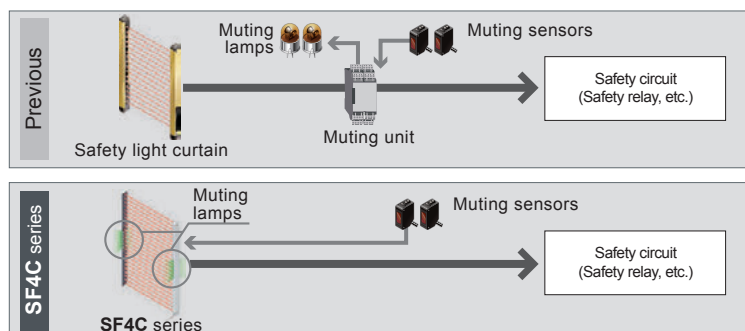 Previous
Muting
lamps
Muting sensors
Safety light curtain
Muting unit
Safety circuit
(Safety relay, etc.)
SF4C series
Muting
lamps
Muting sensors
SF4C series
Safety circuit
(Safety relay, etc.)